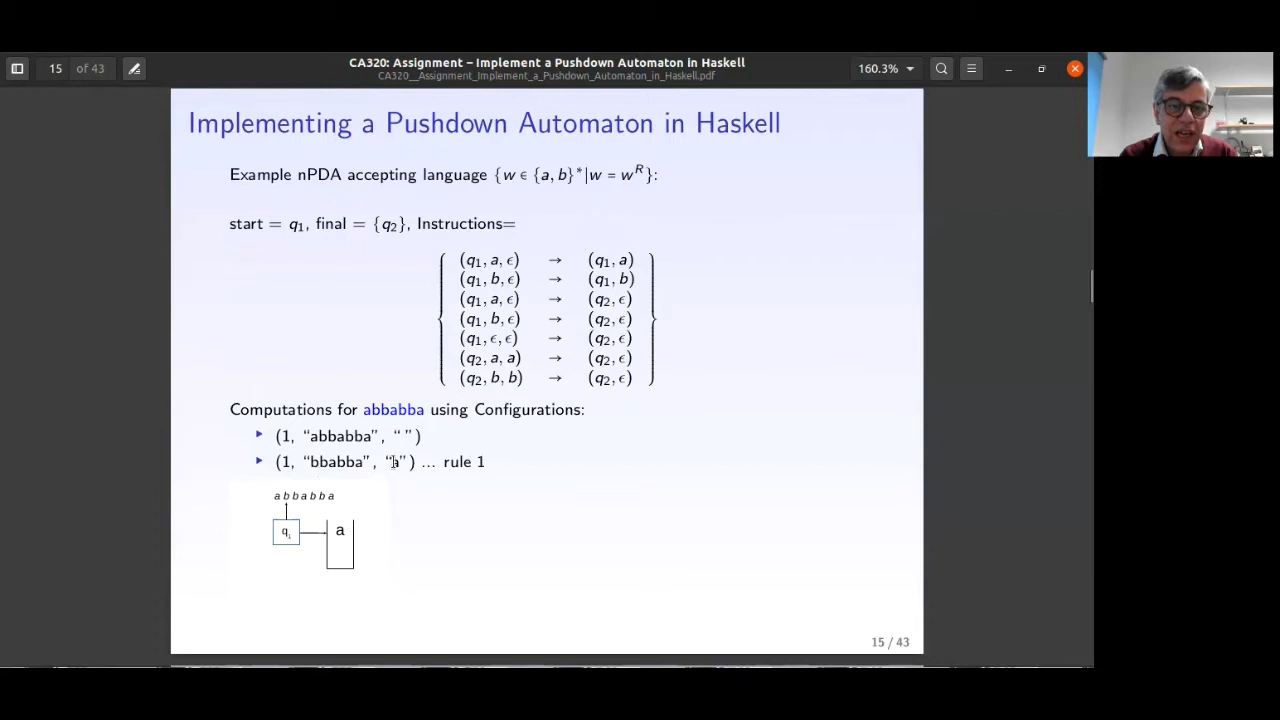 15 of 43
CA320: Assignment – Implement a Pushdown Automaton in Haskell
CA320__Assignment_Implement_a_Pushdown_Automaton_in_Haskell.pdf
160.3%
Implementing a Pushdown Automaton in Haskell
Example nPDA accepting language {w ∈ {a, b}*|w = wᴿ}:
start = q₁, final = {q₂}, Instructions=
(q₁, a, ϵ) → (q₁, a)
(q₁, b, ϵ) → (q₁, b)
(q₁, a, ϵ) → (q₂, ϵ)
(q₁, b, ϵ) → (q₂, ϵ)
(q₁, ϵ, ϵ) → (q₂, ϵ)
(q₂, a, a) → (q₂, ϵ)
(q₂, b, b) → (q₂, ϵ)
Computations for abbabba using Configurations:
(1, “abbabba”, “ ”)
(1, “bbabba”, “a”) ... rule 1
a b b a b b a
q₁ a
15 / 43